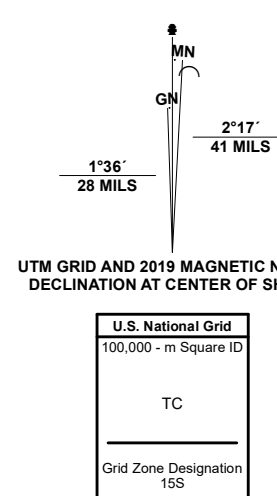 MN
GN
2°17´
41 MILS
1°36´
28 MILS
UTM GRID AND 2019 MAGNETIC N
DECLINATION AT CENTER OF SH
U.S. National Grid
100,000 - m Square ID
TC
Grid Zone Designation
15S